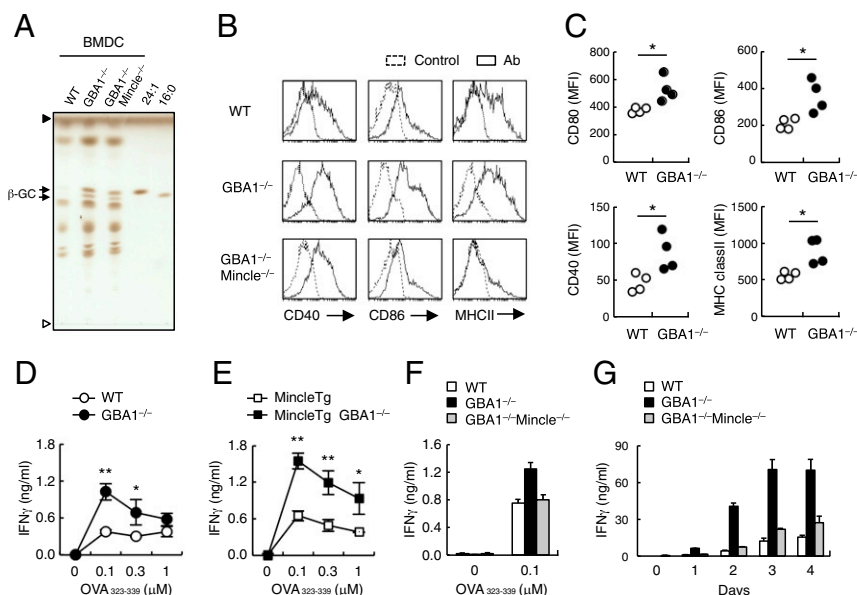 A
BMDC
WT
GBA1–/–
GBA1–/–
Mincle–/–
24:1
16:0
β-GC
B
Control
Ab
WT
GBA1–/–
GBA1–/–
Mincle–/–
CD40
CD86
MHCII
C
CD80 (MFI)
800
600
400
200
0
*
WT GBA1–/–
CD86 (MFI)
600
400
200
0
*
WT GBA1–/–
CD40 (MFI)
150
100
50
0
*
WT GBA1–/–
MHC classII (MFI)
1500
1000
500
0
*
WT GBA1–/–
D
WT
GBA1–/–
IFNγ (ng/ml)
1.8
1.2
0.6
0.0
**
*
0 0.1 0.3 1
OVA323-339 (μM)
E
MincleTg
MincleTg GBA1–/–
IFNγ (ng/ml)
1.8
1.2
0.6
0.0
**
**
*
0 0.1 0.3 1
OVA323-339 (μM)
F
WT
GBA1–/–
GBA1–/–Mincle–/–
IFNγ (ng/ml)
1.6
1.2
0.8
0.4
0.0
0 0.1
OVA323-339 (μM)
G
WT
GBA1–/–
GBA1–/–Mincle–/–
IFNγ (ng/ml)
90
60
30
0
0 1 2 3 4
Days